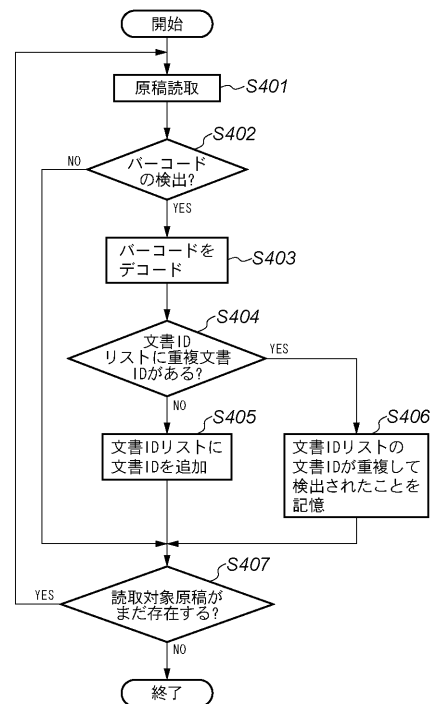 開始
原稿読取
S401
S402
NO
バーコード
の検出?
YES
バーコードを
デコード
S403
S404
文書ID
リストに重複文書
IDがある?
YES
NO
S405
文書IDリストに
文書IDを追加
S406
文書IDリストの
文書IDが重複して
検出されたことを
記憶
S407
YES
読取対象原稿が
まだ存在する?
NO
終了